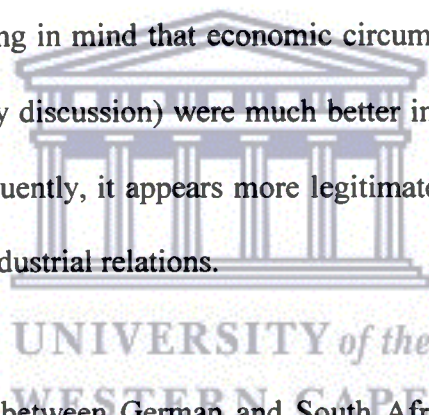 ng in mind that economic circum
y discussion) were much better in
uently, it appears more legitimate
dustrial relations.
UNIVERSITY of the
WESTERN CAPE
between German and South Afr